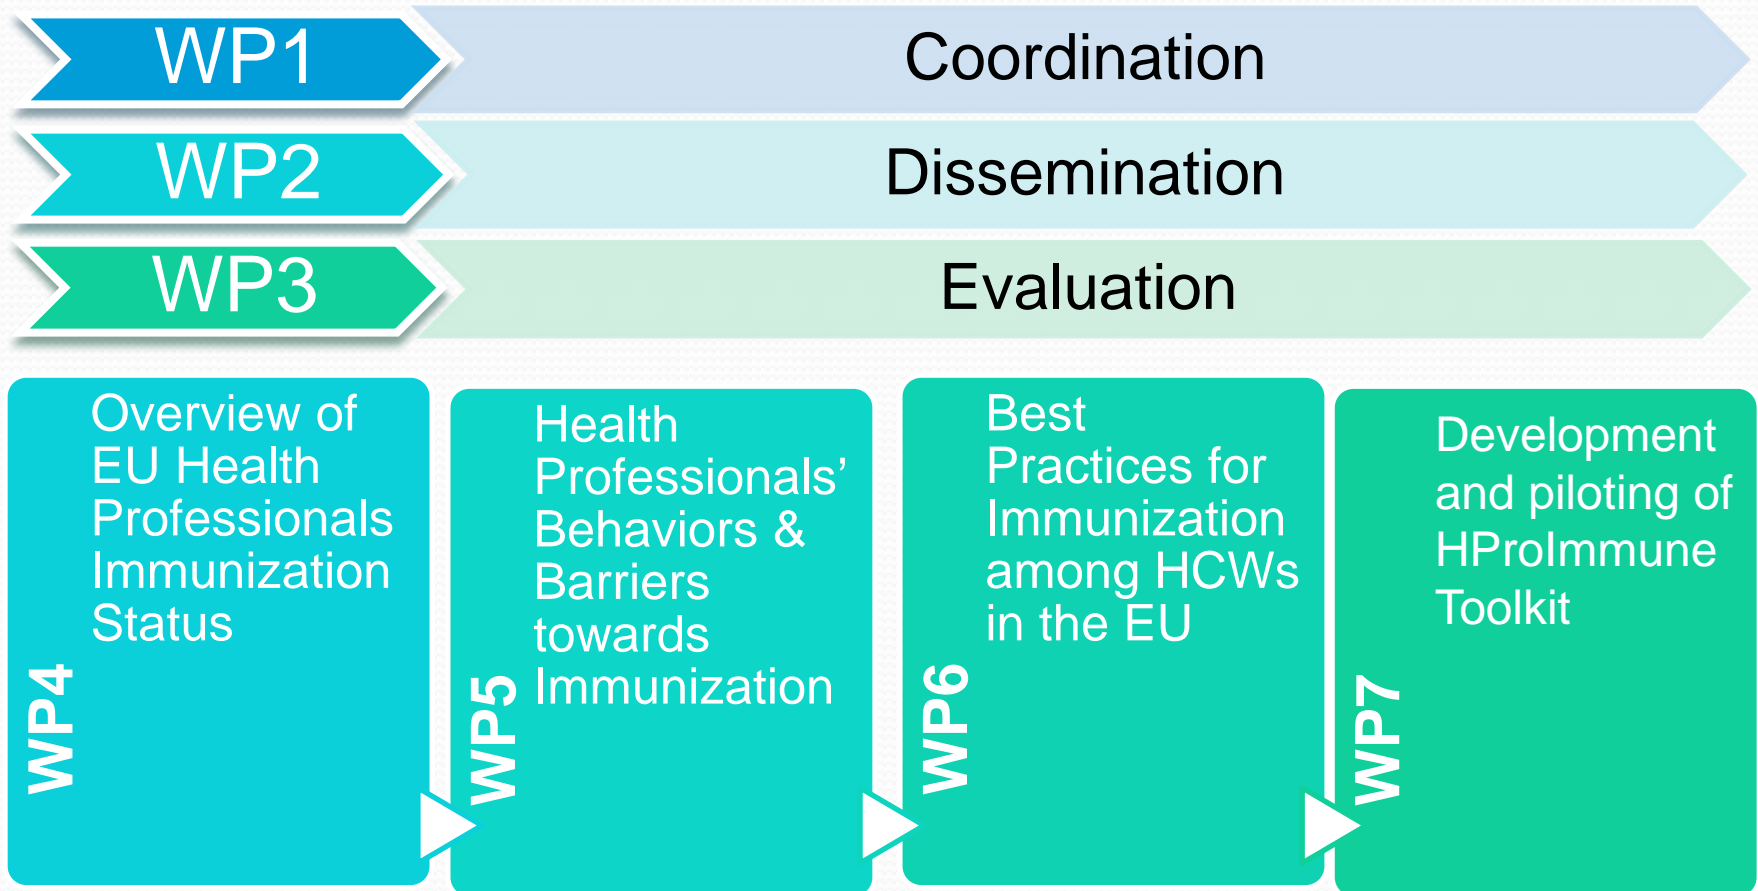 WP1
Coordination
WP2
Dissemination
WP3
Evaluation
WP4
Overview of
EU Health
Professionals
Immunization
Status
WP5
Health
Professionals’
Behaviors &
Barriers
towards
Immunization
WP6
Best
Practices for
Immunization
among HCWs
in the EU
WP7
Development
and piloting of
HProImmune
Toolkit